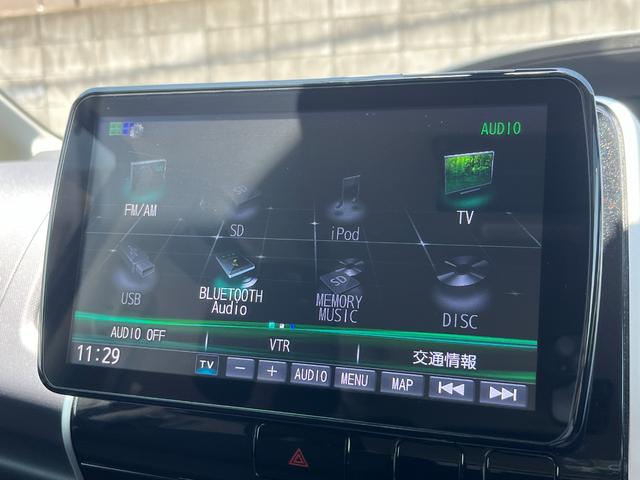 AUDIO
FM/AM
SD
iPod
TV
USB
BLUETOOTH
Audio
MEMORY
MUSIC
DISC
AUDIO OFF
VTR
交通情報
11:29
TV
− + AUDIO MENU MAP